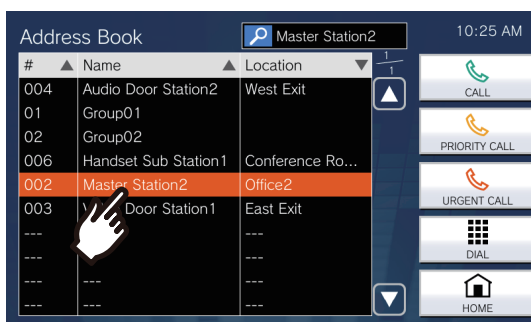 Address Book
Master Station2
10:25 AM
# Name Location 1/1
004 Audio Door Station2 West Exit
01 Group01
02 Group02
006 Handset Sub Station1 Conference Ro...
002 Master Station2 Office2
003 Door Station1 East Exit
--- ---
--- --- ---
--- --- ---
--- --- ---
CALL
PRIORITY CALL
URGENT CALL
DIAL
HOME